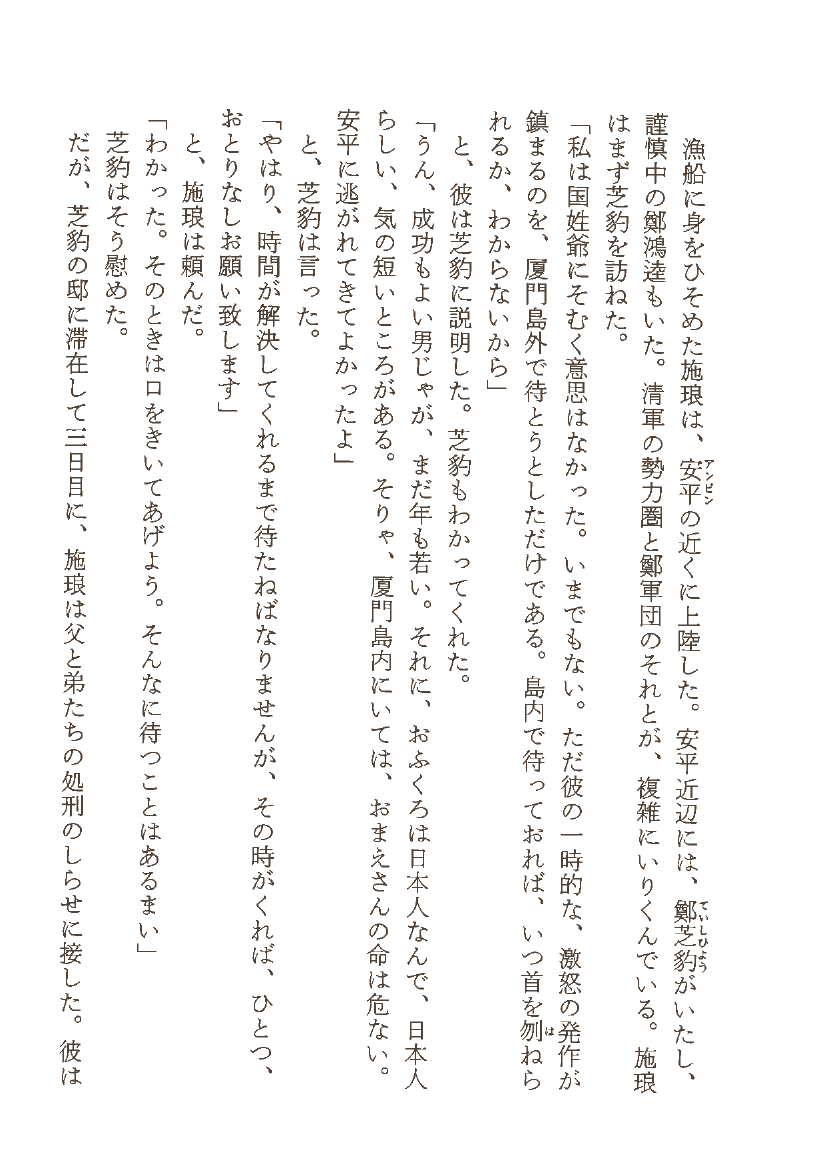 漁船に身をひそめた施琅は、安平の近くに上陸した。安平近辺には、鄭芝豹がいたし、
謹慎中の鄭鴻逵もいた。清軍の勢力圏と鄭軍団のそれとが、複雑にいりくんでいる。施琅
はまず芝豹を訪ねた。
「私は国姓爺にそむく意思はなかった。いまでもない。ただ彼の一時的な、激怒の発作が
鎮まるのを、厦門島外で待とうとしただけである。島内で待っておれば、いつ首を刎ねら
れるか、わからないから」
と、彼は芝豹に説明した。芝豹もわかってくれた。
「うん、成功もよい男じゃが、まだ年も若い。それに、おふくろは日本人なんで、日本人
らしい、気の短いところがある。そりゃ、厦門島内にいては、おまえさんの命は危ない。
安平に逃がれてきてよかったよ」
と、芝豹は言った。
「やはり、時間が解決してくれるまで待たねばなりませんが、その時がくれば、ひとつ、
おとりなしお願い致します」
と、施琅は頼んだ。
「わかった。そのときは口をきいてあげよう。そんなに待つことはあるまい」
芝豹はそう慰めた。
だが、芝豹の邸に滞在して三日目に、施琅は父と弟たちの処刑のしらせに接した。彼は
アンピン
ていしひよう
は